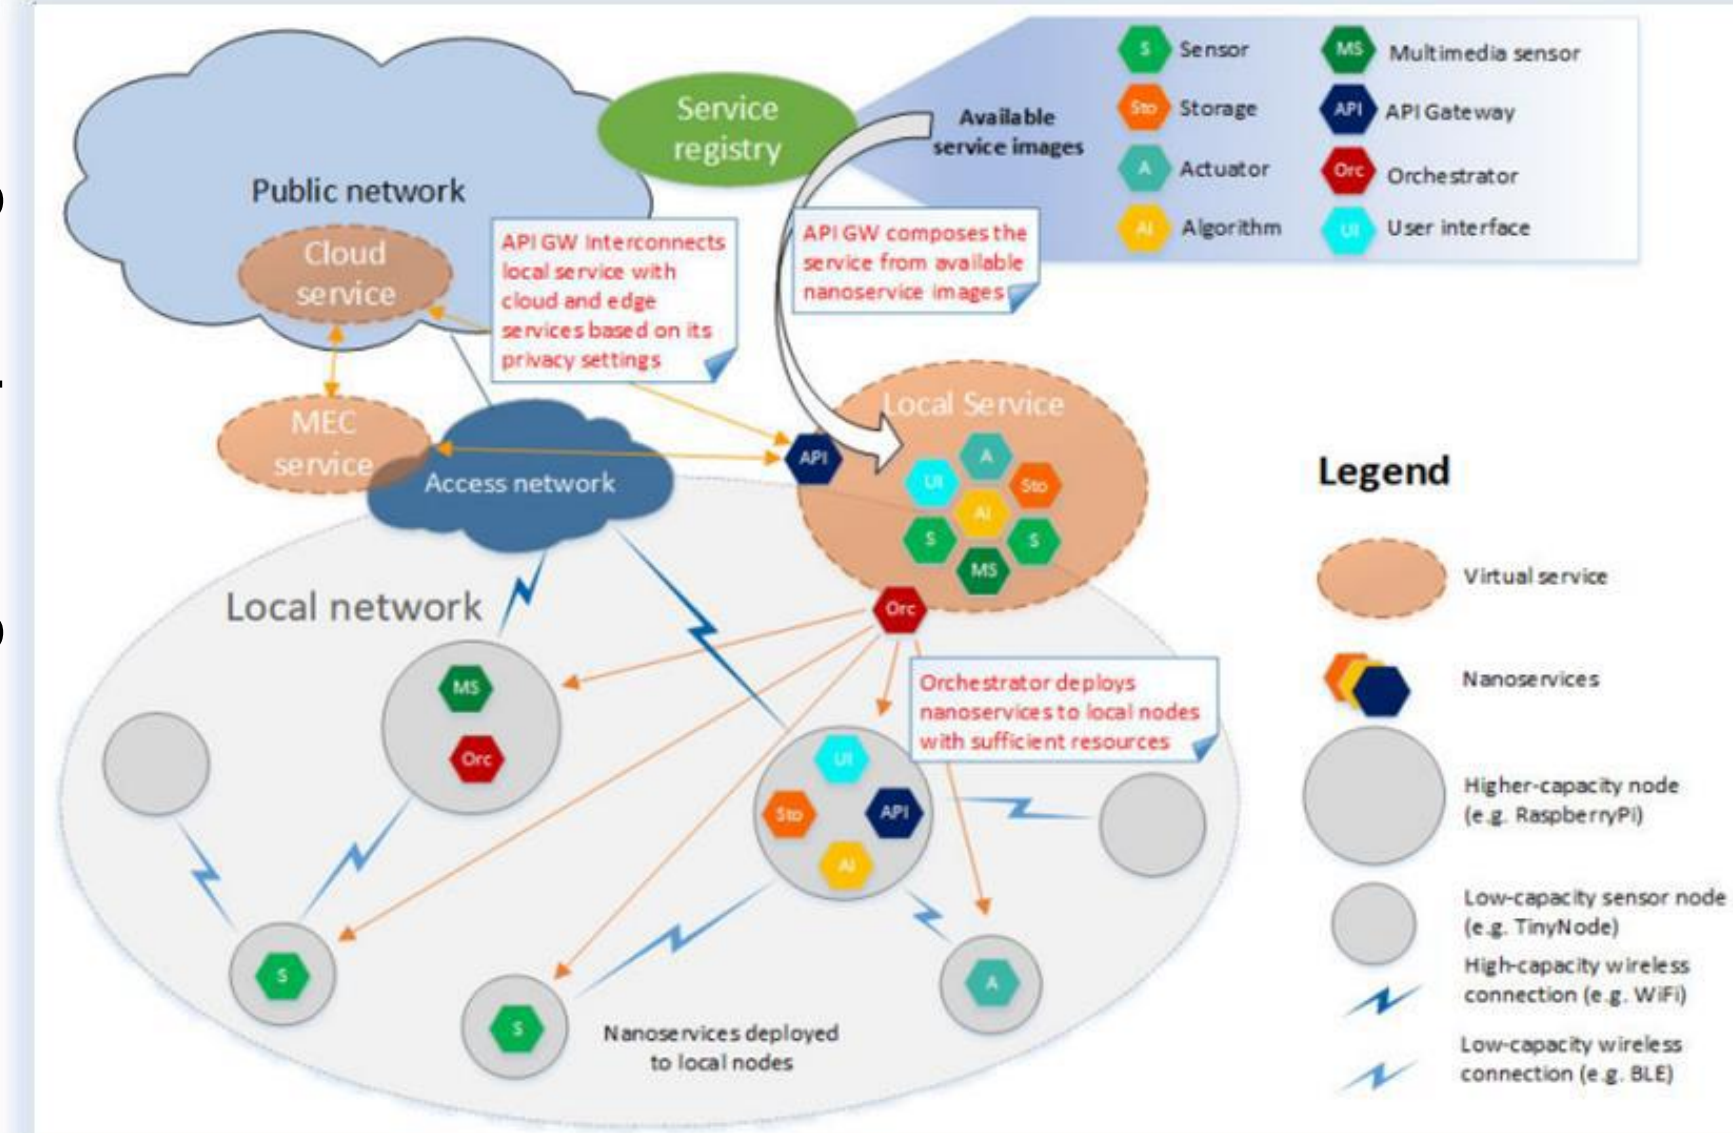 Service
registry
Available
service images
S Sensor
MS Multimedia sensor
Sto Storage
API API Gateway
A Actuator
Orc Orchestrator
Al Algorithm
UI User interface
Public network
Cloud
service
API GW Interconnects
local service with
cloud and edge
services based on its
privacy settings
API GW composes the
service from available
nanoservice images
MEC
service
Access network
API
Local Service
A
UI
Sto
Al
S
S
MS
Orc
Local network
MS
Orc
Orchestrator deploys
nanoservices to local nodes
with sufficient resources
UI
Sto
API
Al
S
S
A
Nanoservices deployed
to local nodes
Legend
Virtual service
Nanoservices
Higher-capacity node
(e.g. RaspberryPi)
Low-capacity sensor node
(e.g. TinyNode)
High-capacity wireless
connection (e.g. WiFi)
Low-capacity wireless
connection (e.g. BLE)